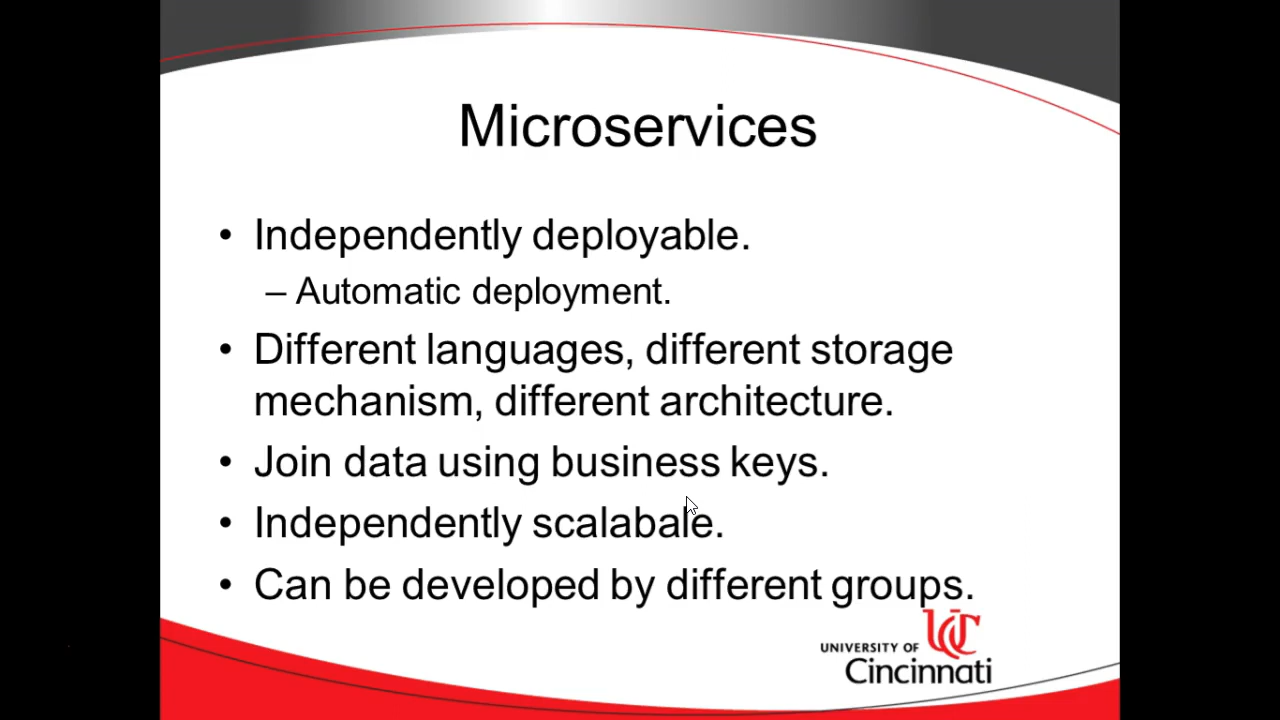 Microservices
• Independently deployable.
– Automatic deployment.
• Different languages, different storage
mechanism, different architecture.
• Join data using business keys.
• Independently scalabale.
• Can be developed by different groups.
UC
UNIVERSITY OF
Cincinnati